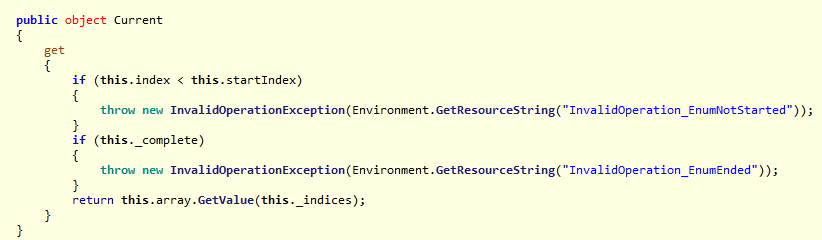 public object Current
{
    get
    {
        if (this.index < this.startIndex)
        {
            throw new InvalidOperationException(Environment.GetResourceString("InvalidOperation_EnumNotStarted"));
        }
        if (this._complete)
        {
            throw new InvalidOperationException(Environment.GetResourceString("InvalidOperation_EnumEnded"));
        }
        return this.array.GetValue(this._indices);
    }
}